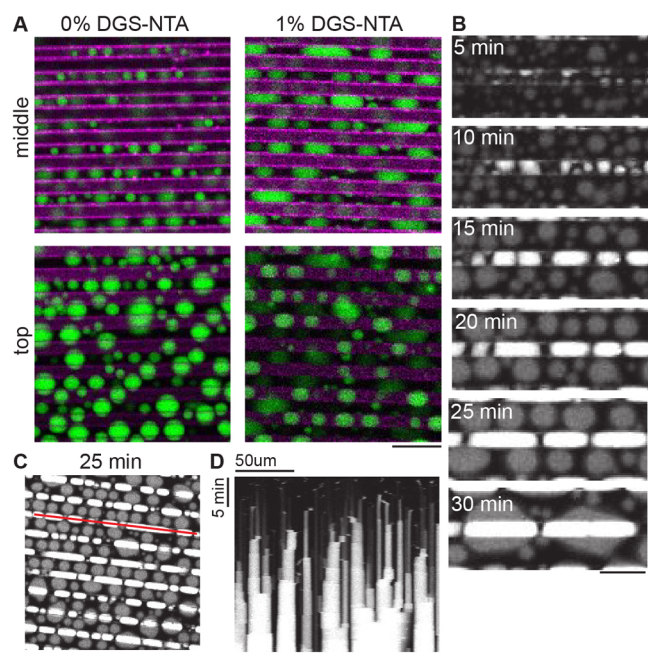 A
0% DGS-NTA
1% DGS-NTA
middle
top
B
5 min
10 min
15 min
20 min
25 min
30 min
C
25 min
D
50um
5 min